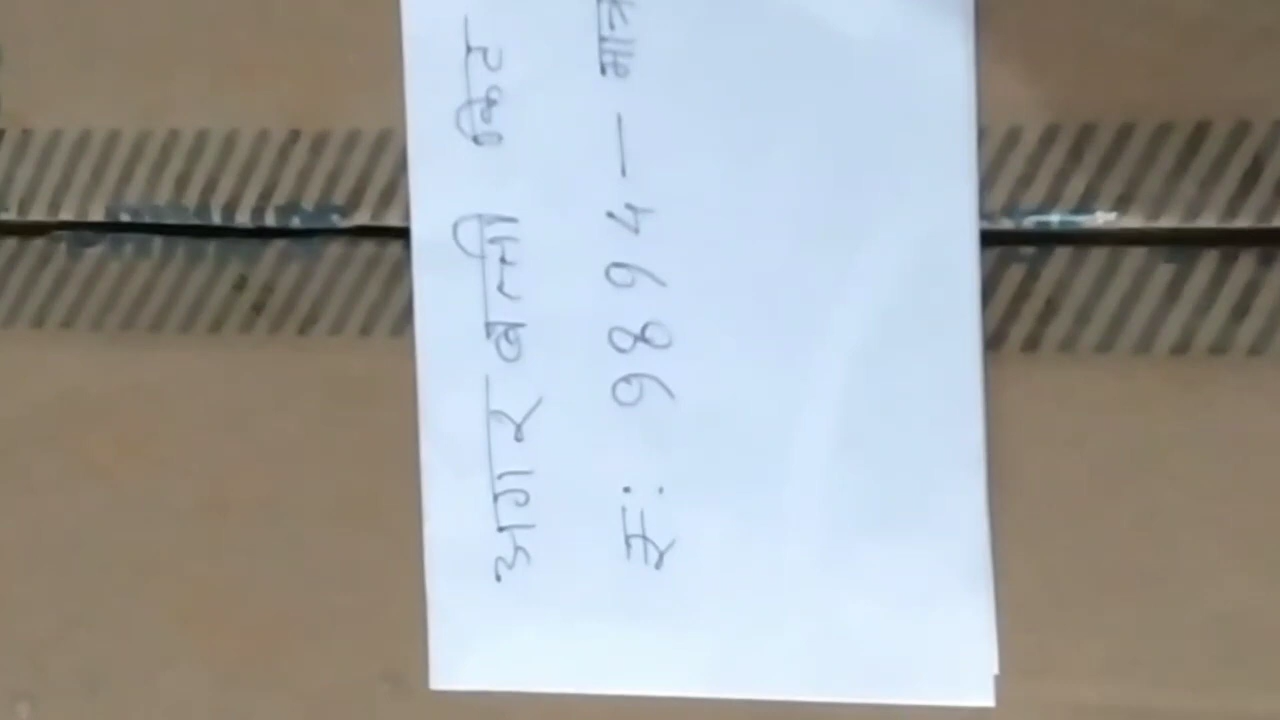 अगर बत्ती किट
रू: 9894 — मात्र